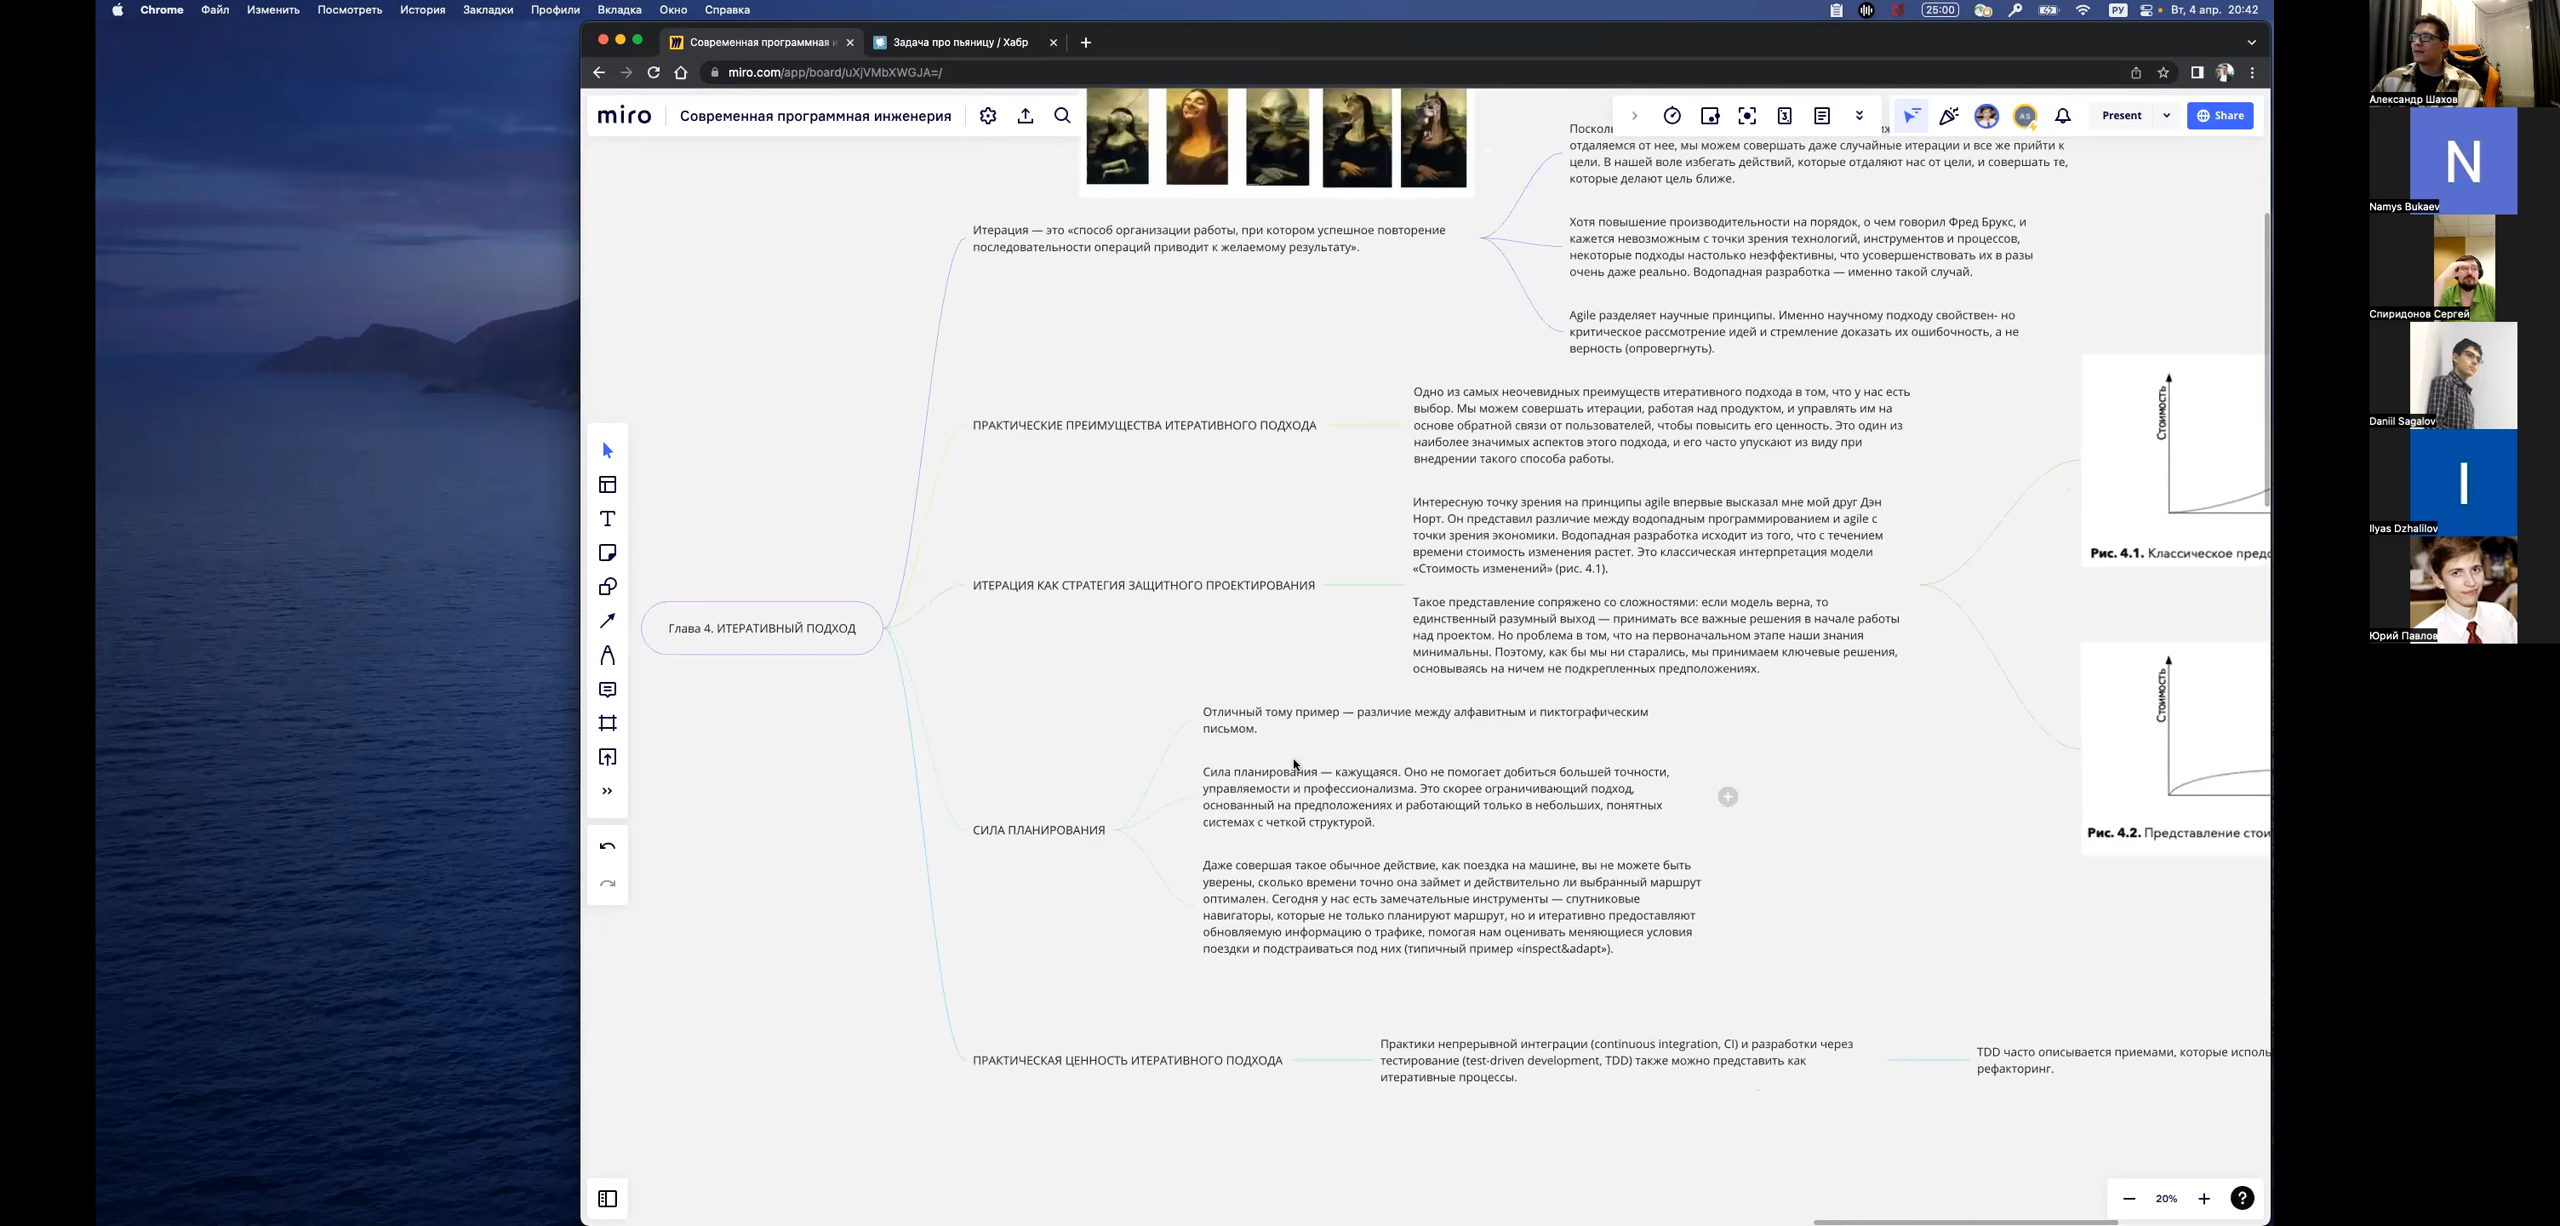 Chrome Файл Изменить Посмотреть История Закладки Профили Вкладка Окно Справка
25:00 РУ Вт, 4 апр. 20:42
Современная программная и
Задача про пьяницу / Хабр
miro.com/app/board/uXjVMbXWGJA=/
miro Современная программная инженерия
Present Share
отдаляемся от нее, мы можем совершать даже случайные итерации и все же прийти к
цели. В нашей воле избегать действий, которые отдаляют нас от цели, и совершать те,
которые делают цель ближе.
Итерация — это «способ организации работы, при котором успешное повторение
последовательности операций приводит к желаемому результату».
Хотя повышение производительности на порядок, о чем говорил Фред Брукс, и
кажется невозможным с точки зрения технологий, инструментов и процессов,
некоторые подходы настолько неэффективны, что усовершенствовать их в разы
очень даже реально. Водопадная разработка — именно такой случай.
Agile разделяет научные принципы. Именно научному подходу свойствен- но
критическое рассмотрение идей и стремление доказать их ошибочность, а не
верность (опровергнуть).
ПРАКТИЧЕСКИЕ ПРЕИМУЩЕСТВА ИТЕРАТИВНОГО ПОДХОДА
Одно из самых неочевидных преимуществ итеративного подхода в том, что у нас есть
выбор. Мы можем совершать итерации, работая над продуктом, и управлять им на
основе обратной связи от пользователей, чтобы повысить его ценность. Это один из
наиболее значимых аспектов этого подхода, и его часто упускают из виду при
внедрении такого способа работы.
ИТЕРАЦИЯ КАК СТРАТЕГИЯ ЗАЩИТНОГО ПРОЕКТИРОВАНИЯ
Интересную точку зрения на принципы agile впервые высказал мне мой друг Дэн
Норт. Он представил различие между водопадным программированием и agile с
точки зрения экономики. Водопадная разработка исходит из того, что с течением
времени стоимость изменения растет. Это классическая интерпретация модели
«Стоимость изменений» (рис. 4.1).
Такое представление сопряжено со сложностями: если модель верна, то
единственный разумный выход — принимать все важные решения в начале работы
над проектом. Но проблема в том, что на первоначальном этапе наши знания
минимальны. Поэтому, как бы мы ни старались, мы принимаем ключевые решения,
основываясь на ничем не подкрепленных предположениях.
Стоимость
Рис. 4.1. Классическое предс
Стоимость
Рис. 4.2. Представление стои
Глава 4. ИТЕРАТИВНЫЙ ПОДХОД
СИЛА ПЛАНИРОВАНИЯ
Отличный тому пример — различие между алфавитным и пиктографическим
письмом.
Сила планирования — кажущаяся. Оно не помогает добиться большей точности,
управляемости и профессионализма. Это скорее ограничивающий подход,
основанный на предположениях и работающий только в небольших, понятных
системах с четкой структурой.
Даже совершая такое обычное действие, как поездка на машине, вы не можете быть
уверены, сколько времени точно она займет и действительно ли выбранный маршрут
оптимален. Сегодня у нас есть замечательные инструменты — спутниковые
навигаторы, которые не только планируют маршрут, но и итеративно предоставляют
обновляемую информацию о трафике, помогая нам оценивать меняющиеся условия
поездки и подстраиваться под них (типичный пример «inspect&adapt»).
ПРАКТИЧЕСКАЯ ЦЕННОСТЬ ИТЕРАТИВНОГО ПОДХОДА
Практики непрерывной интеграции (continuous integration, CI) и разработки через
тестирование (test-driven development, TDD) также можно представить как
итеративные процессы.
TDD часто описывается приемами, которые исполь
рефакторинг.
20%
Александр Шахов
N
Namys Bukaev
Спиридонов Сергей
Daniil Sagalov
I
Ilyas Dzhalilov
Юрий Павлов